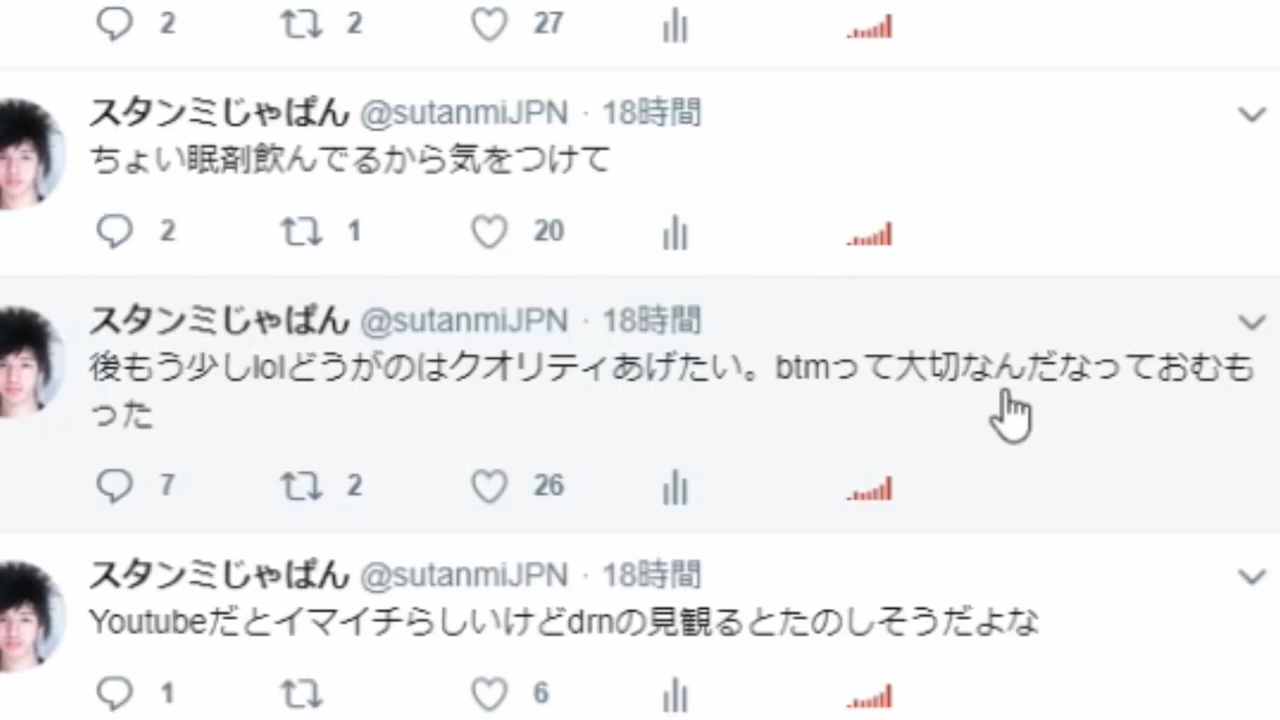 2 2 27
スタンミじゃぱん @sutanmiJPN · 18時間
ちょい眠剤飲んでるから気をつけて
2 1 20
スタンミじゃぱん @sutanmiJPN · 18時間
後もう少しlolどうがのはクオリティあげたい。btmって大切なんだなっておむも
った
7 2 26
スタンミじゃぱん @sutanmiJPN · 18時間
Youtubeだとイマイチらしいけどdrnの見観るとたのしそうだよな
1 6